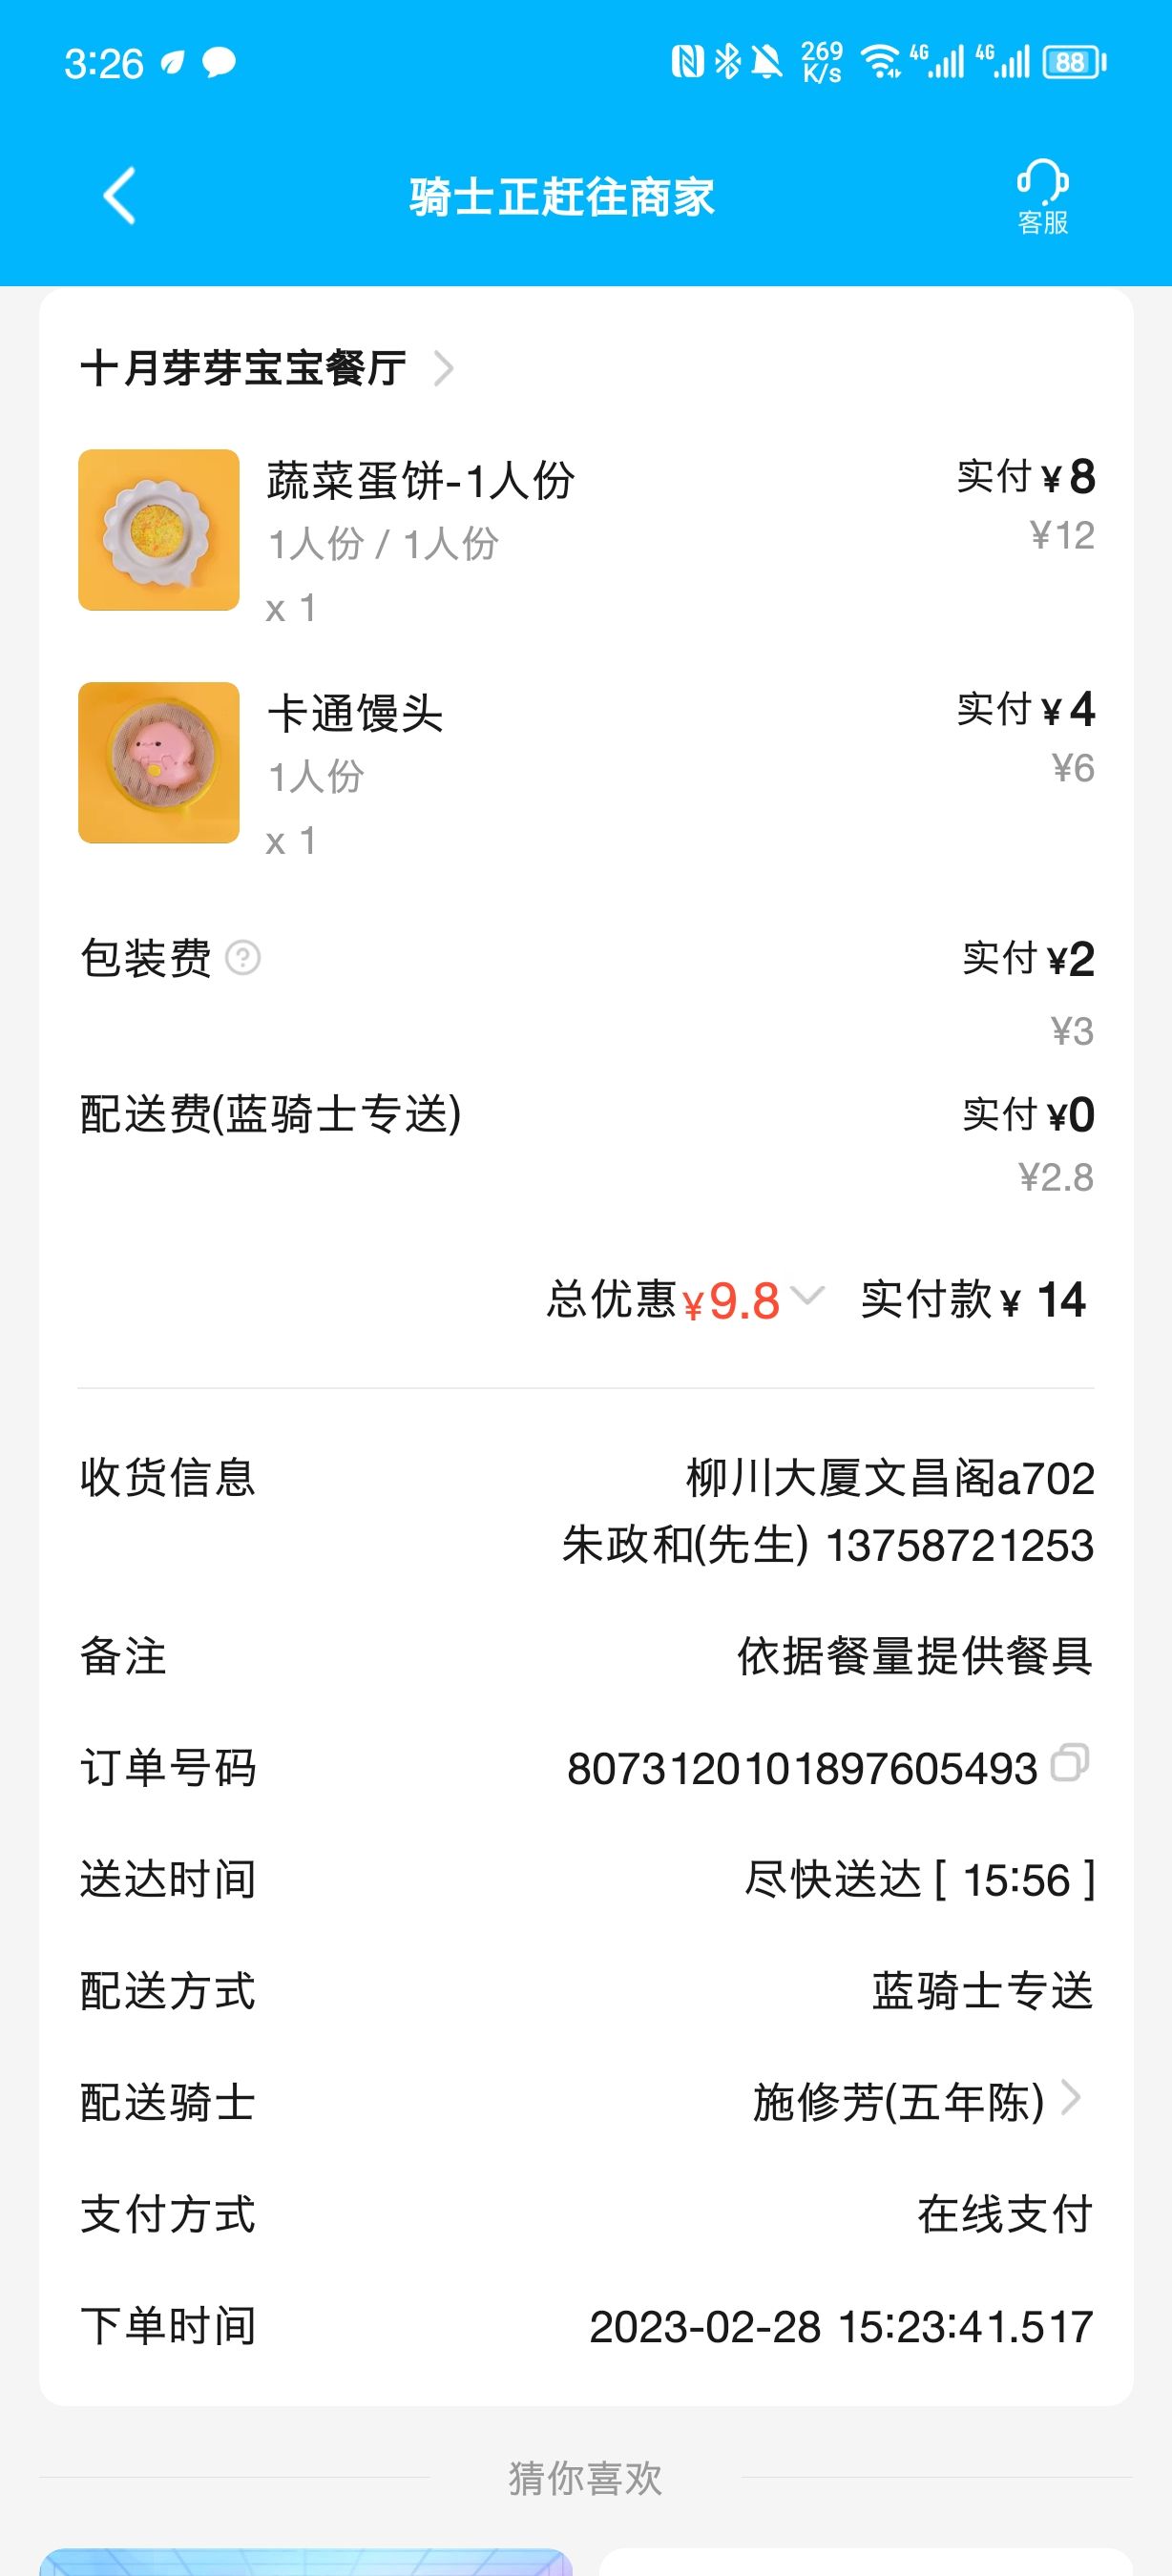 3:26
269 K/s 4G 4G 88
骑士正赶往商家
客服
十月芽芽宝宝餐厅
蔬菜蛋饼-1人份 实付 ¥8
1人份 / 1人份 ¥12
x 1
卡通馒头 实付 ¥4
1人份 ¥6
x 1
包装费 ? 实付 ¥2
¥3
配送费(蓝骑士专送) 实付 ¥0
¥2.8
总优惠¥9.8 实付款¥ 14
收货信息 柳川大厦文昌阁a702
朱政和(先生) 13758721253
备注 依据餐量提供餐具
订单号码 8073120101897605493
送达时间 尽快送达 [ 15:56 ]
配送方式 蓝骑士专送
配送骑士 施修芳(五年陈)
支付方式 在线支付
下单时间 2023-02-28 15:23:41.517
猜你喜欢